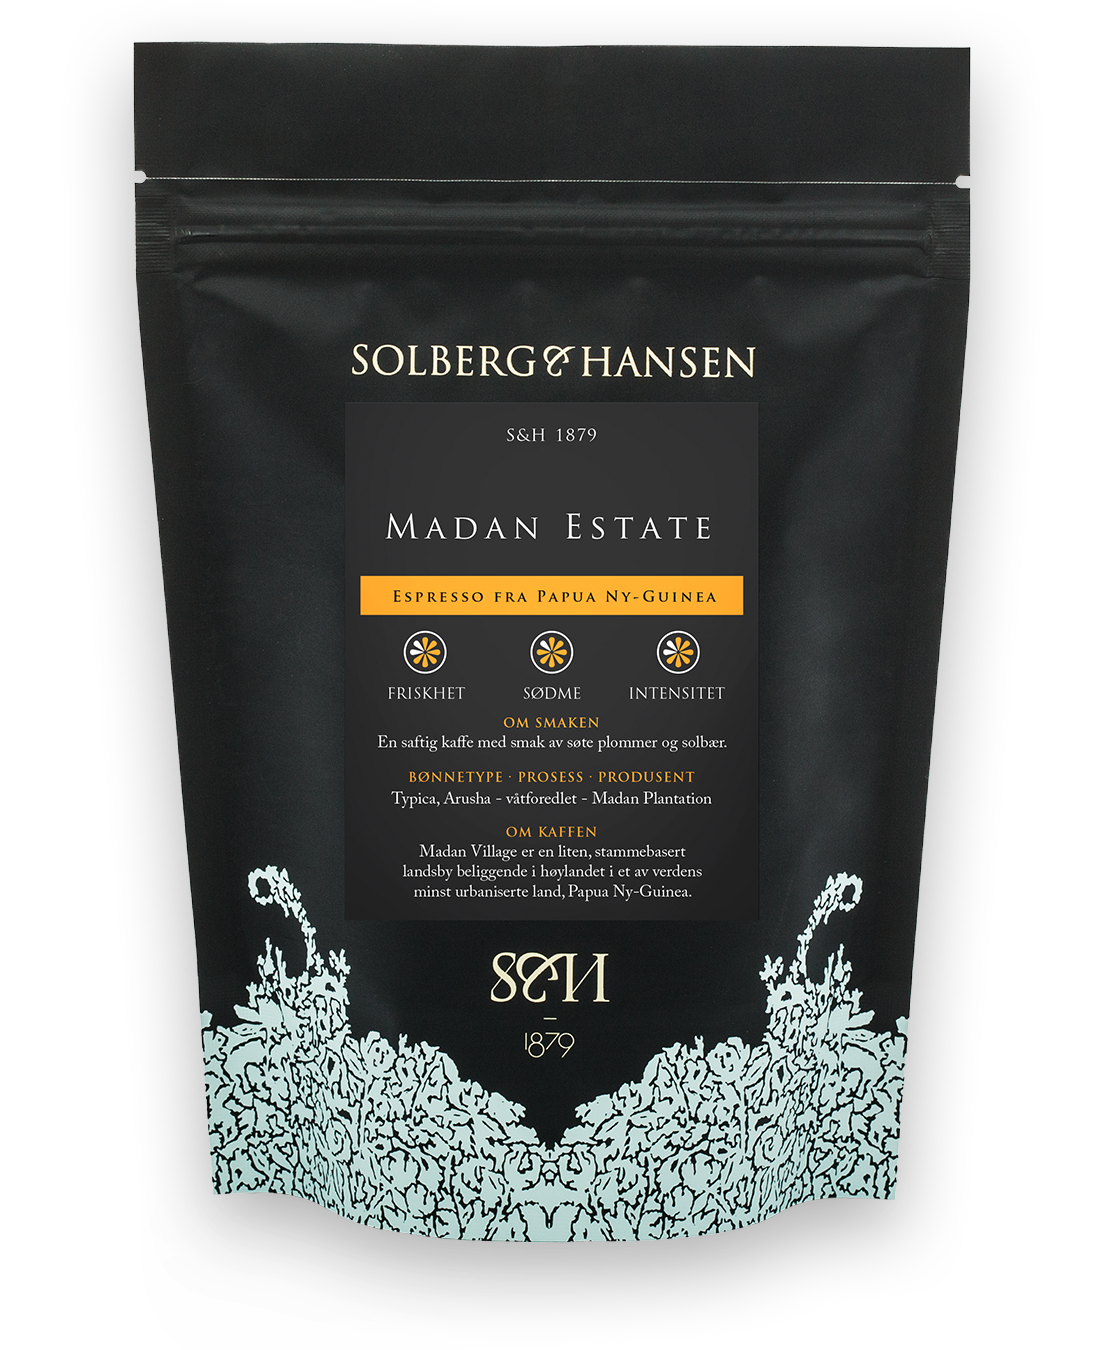 SOLBERG & HANSEN
S&H 1879
MADAN ESTATE
ESPRESSO FRA PAPUA NY-GUINEA
FRISKHET SØDME INTENSITET
OM SMAKEN
En saftig kaffe med smak av søte plommer og solbær.
BØNNETYPE · PROSESS · PRODUSENT
Typica, Arusha - våtforedlet - Madan Plantation
OM KAFFEN
Madan Village er en liten, stammebasert
landsby beliggende i høylandet i et av verdens
minst urbaniserte land, Papua Ny-Guinea.
S&H
1879